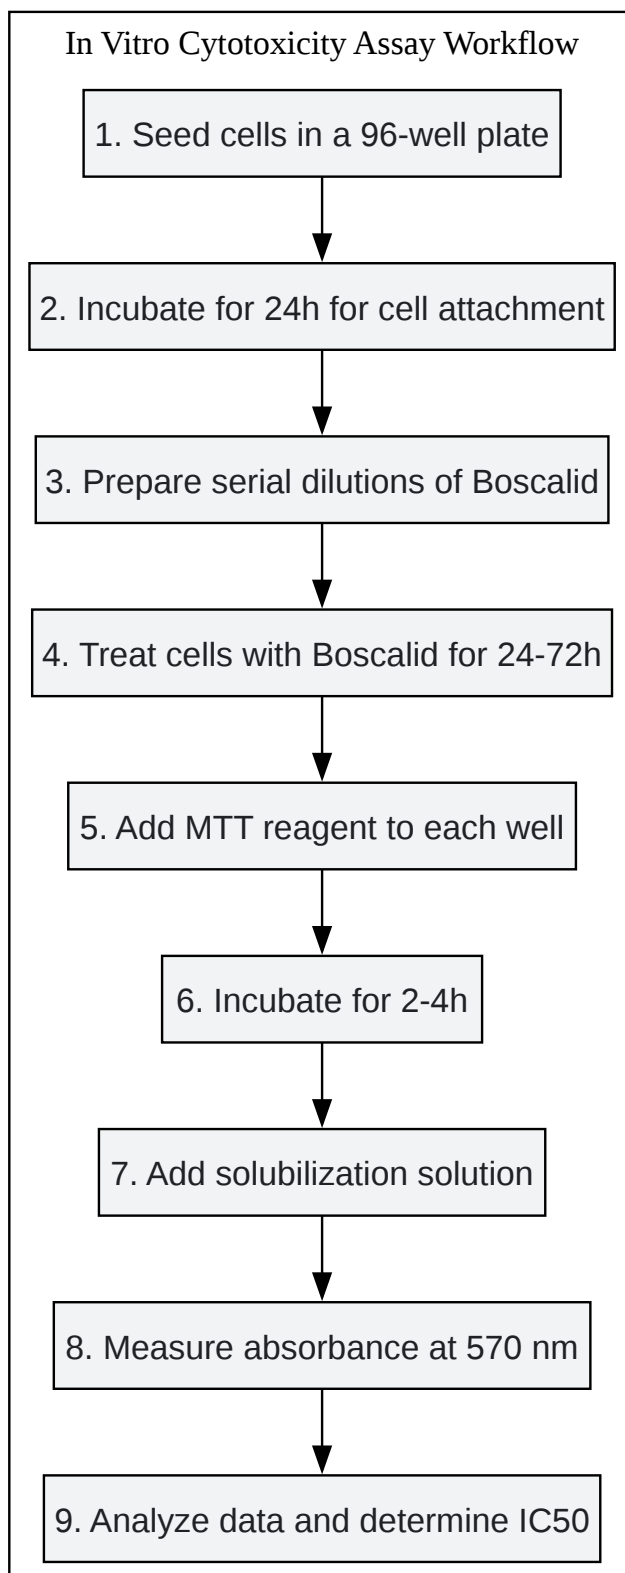 In Vitro Cytotoxicity Assay Workflow
1. Seed cells in a 96-well plate
2. Incubate for 24h for cell attachment
3. Prepare serial dilutions of Boscalid
4. Treat cells with Boscalid for 24-72h
5. Add MTT reagent to each well
6. Incubate for 2-4h
7. Add solubilization solution
8. Measure absorbance at 570 nm
9. Analyze data and determine IC50